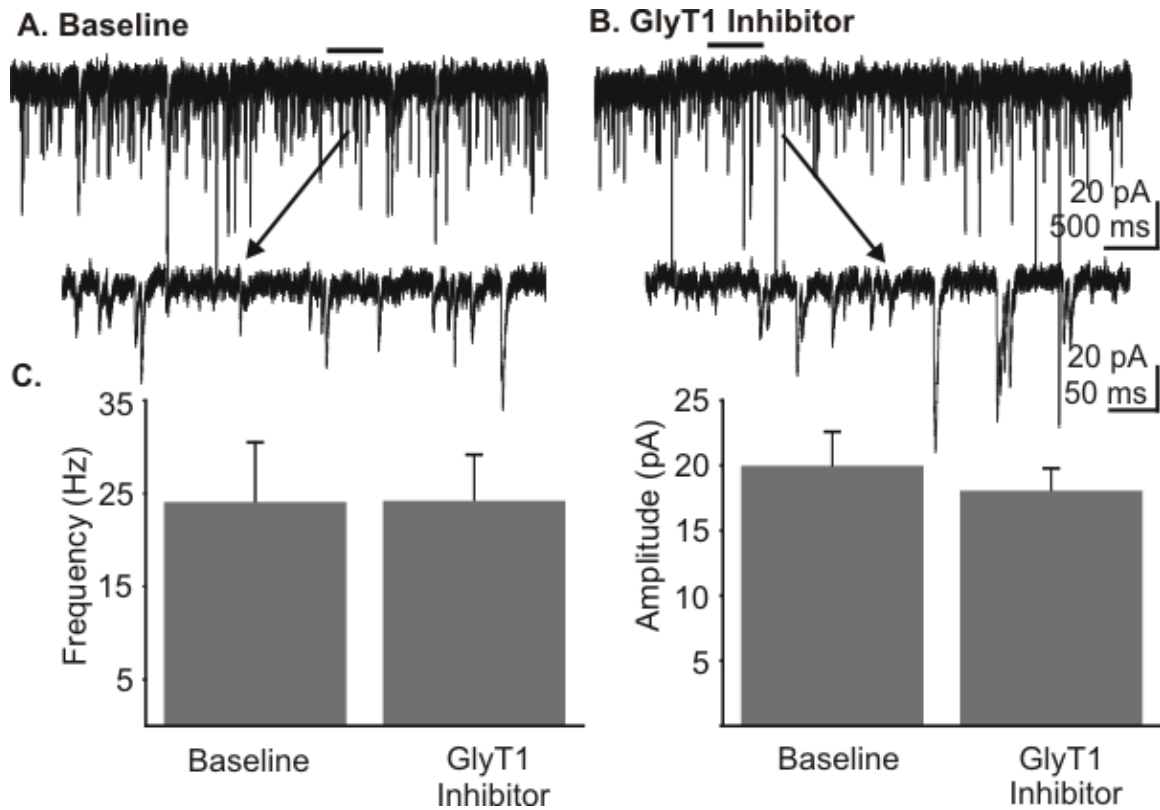 A. Baseline
B. GlyT1 Inhibitor
20 pA
500 ms
20 pA
50 ms
C.
35
25
15
5
Frequency (Hz)
Baseline
GlyT1
Inhibitor
25
20
15
10
5
Amplitude (pA)
Baseline
GlyT1
Inhibitor